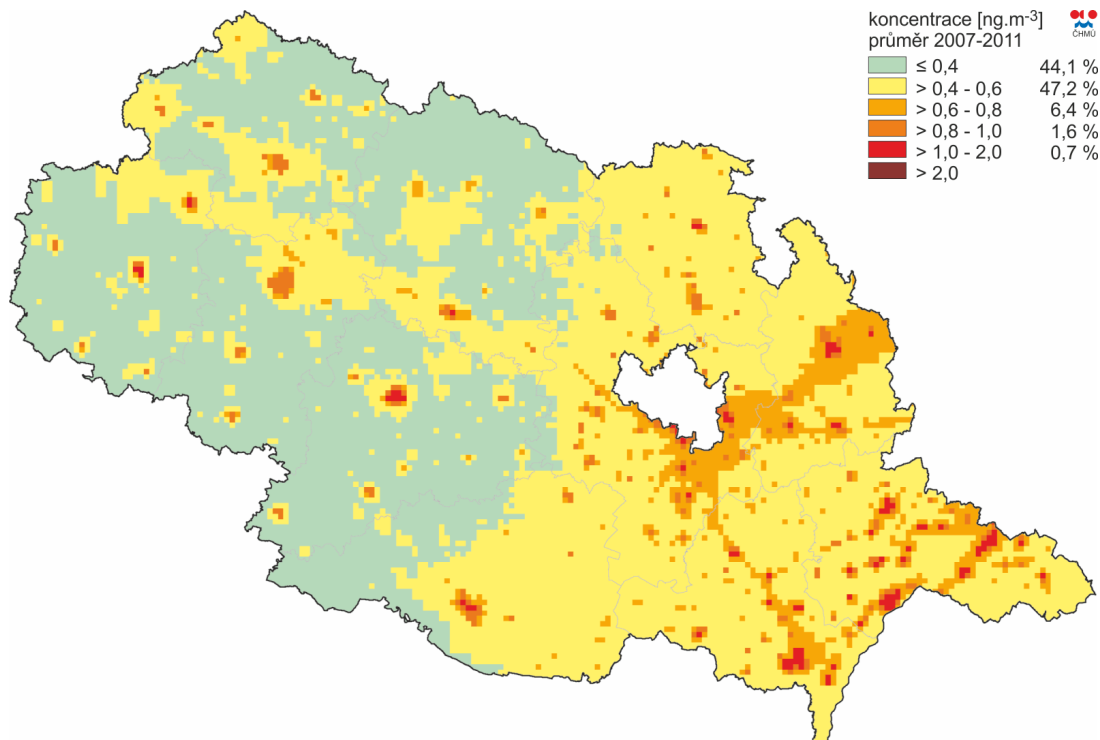 koncentrace [ng.m-3]
průměr 2007-2011
≤ 0,4 44,1 %
> 0,4 - 0,6 47,2 %
> 0,6 - 0,8 6,4 %
> 0,8 - 1,0 1,6 %
> 1,0 - 2,0 0,7 %
> 2,0
ČHMÚ